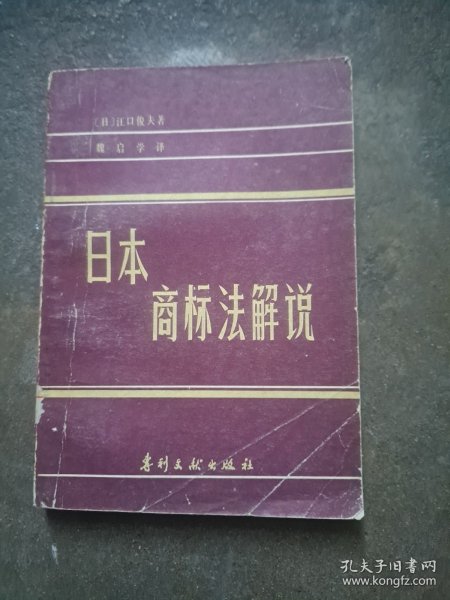 〔日〕江口俊夫著
魏启学译
日本
商标法解说
专利文献出版社
孔夫子旧书网
www.kongfz.com